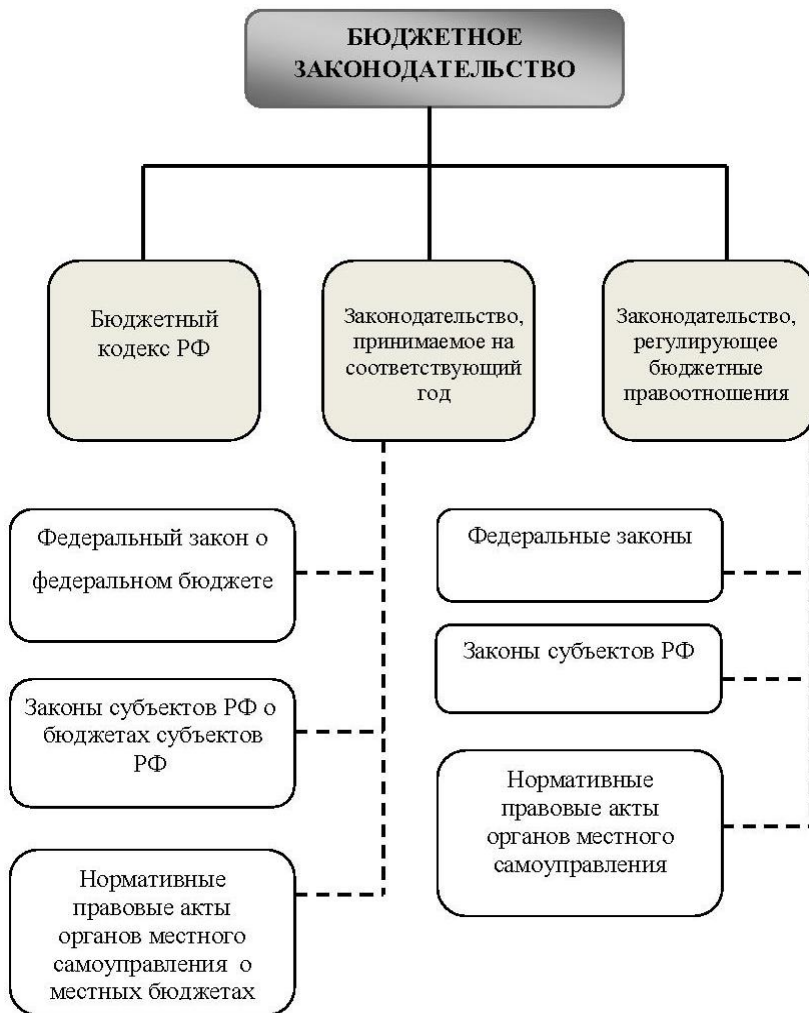 БЮДЖЕТНОЕ
ЗАКОНОДАТЕЛЬСТВО
Бюджетный
кодекс РФ
Законодательство,
принимаемое на
соответствующий
год
Законодательство,
регулирующее
бюджетные
правоотношения
Федеральный закон о
федеральном бюджете
Законы субъектов РФ о
бюджетах субъектов
РФ
Нормативные
правовые акты
органов местного
самоуправления о
местных бюджетах
Федеральные законы
Законы субъектов РФ
Нормативные
правовые акты
органов местного
самоуправления